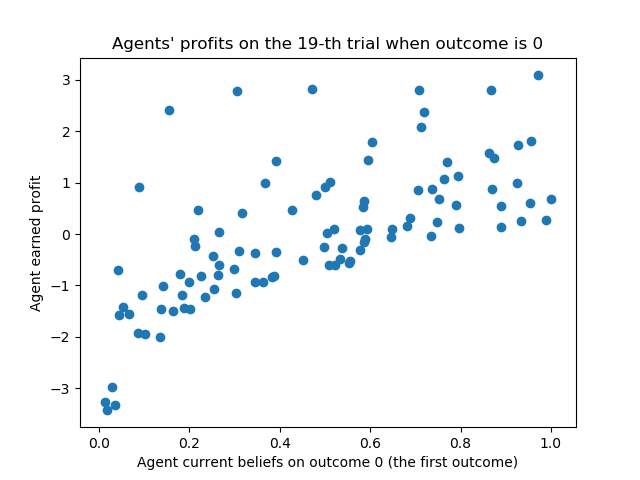 Agents' profits on the 19-th trial when outcome is 0
Agent earned profit
3
2
1
0
−1
−2
−3
0.0 0.2 0.4 0.6 0.8 1.0
Agent current beliefs on outcome 0 (the first outcome)